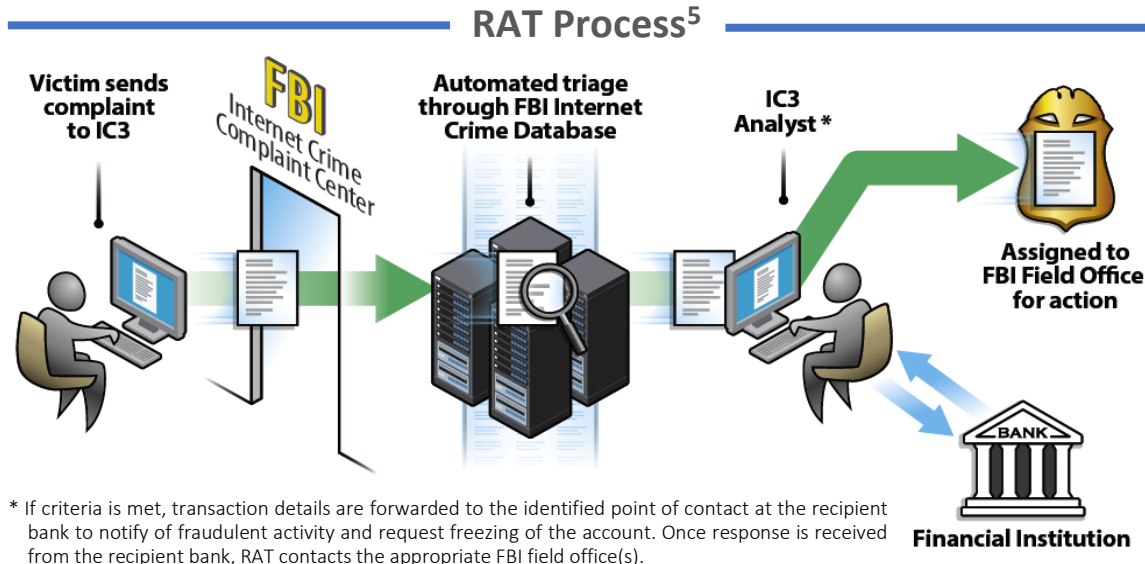 RAT Process5
Victim sends
complaint
to IC3
FBI
Internet Crime
Complaint Center
Automated triage
through FBI Internet
Crime Database
IC3
Analyst *
Assigned to
FBI Field Office
for action
BANK
Financial Institution
* If criteria is met, transaction details are forwarded to the identified point of contact at the recipient
bank to notify of fraudulent activity and request freezing of the account. Once response is received
from the recipient bank, RAT contacts the appropriate FBI field office(s).